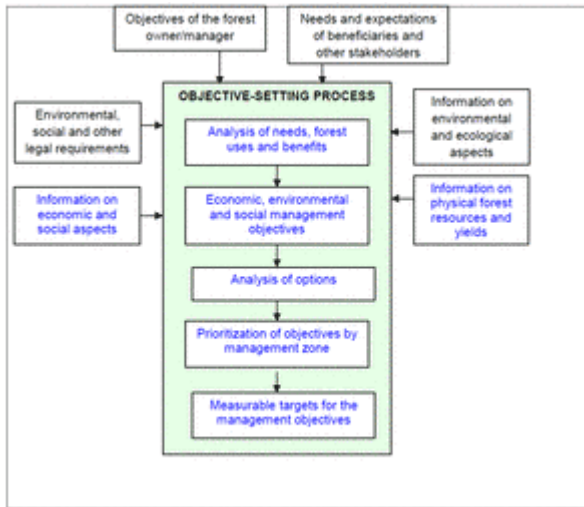 Objectives of the forest
owner/manager
Needs and expectations
of beneficiaries and
other stakeholders
OBJECTIVE-SETTING PROCESS
Environmental,
social and other
legal requirements
Analysis of needs, forest
uses and benefits
Information on
environmental
and ecological
aspects
Information on
economic and
social aspects
Economic, environmental
and social management
objectives
Information on
physical forest
resources and
yields
Analysis of options
Prioritization of objectives by
management zone
Measurable targets for the
management objectives